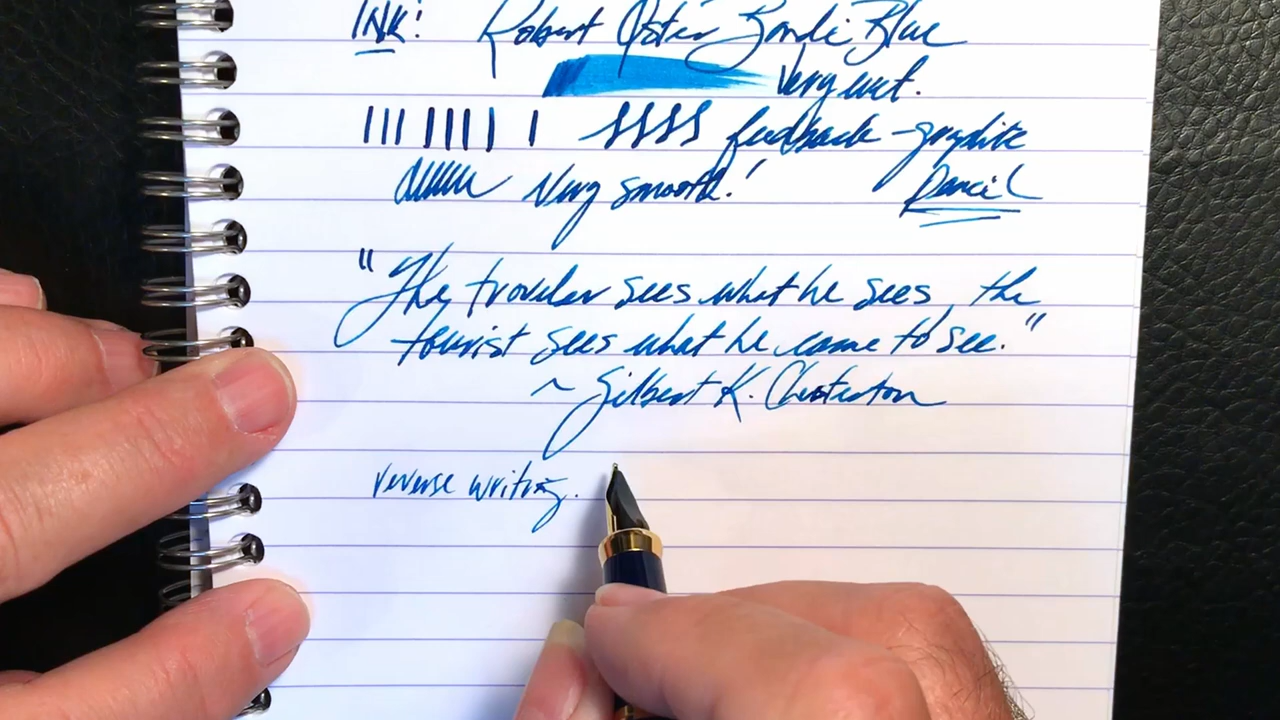 INK: Robert Oster Bondi Blue
Very wet.
feedback - graphite
Very smooth! Pencil
"The traveler sees what he sees, the
tourist sees what he came to see."
~ Gilbert K. Chesterton
reverse writing.